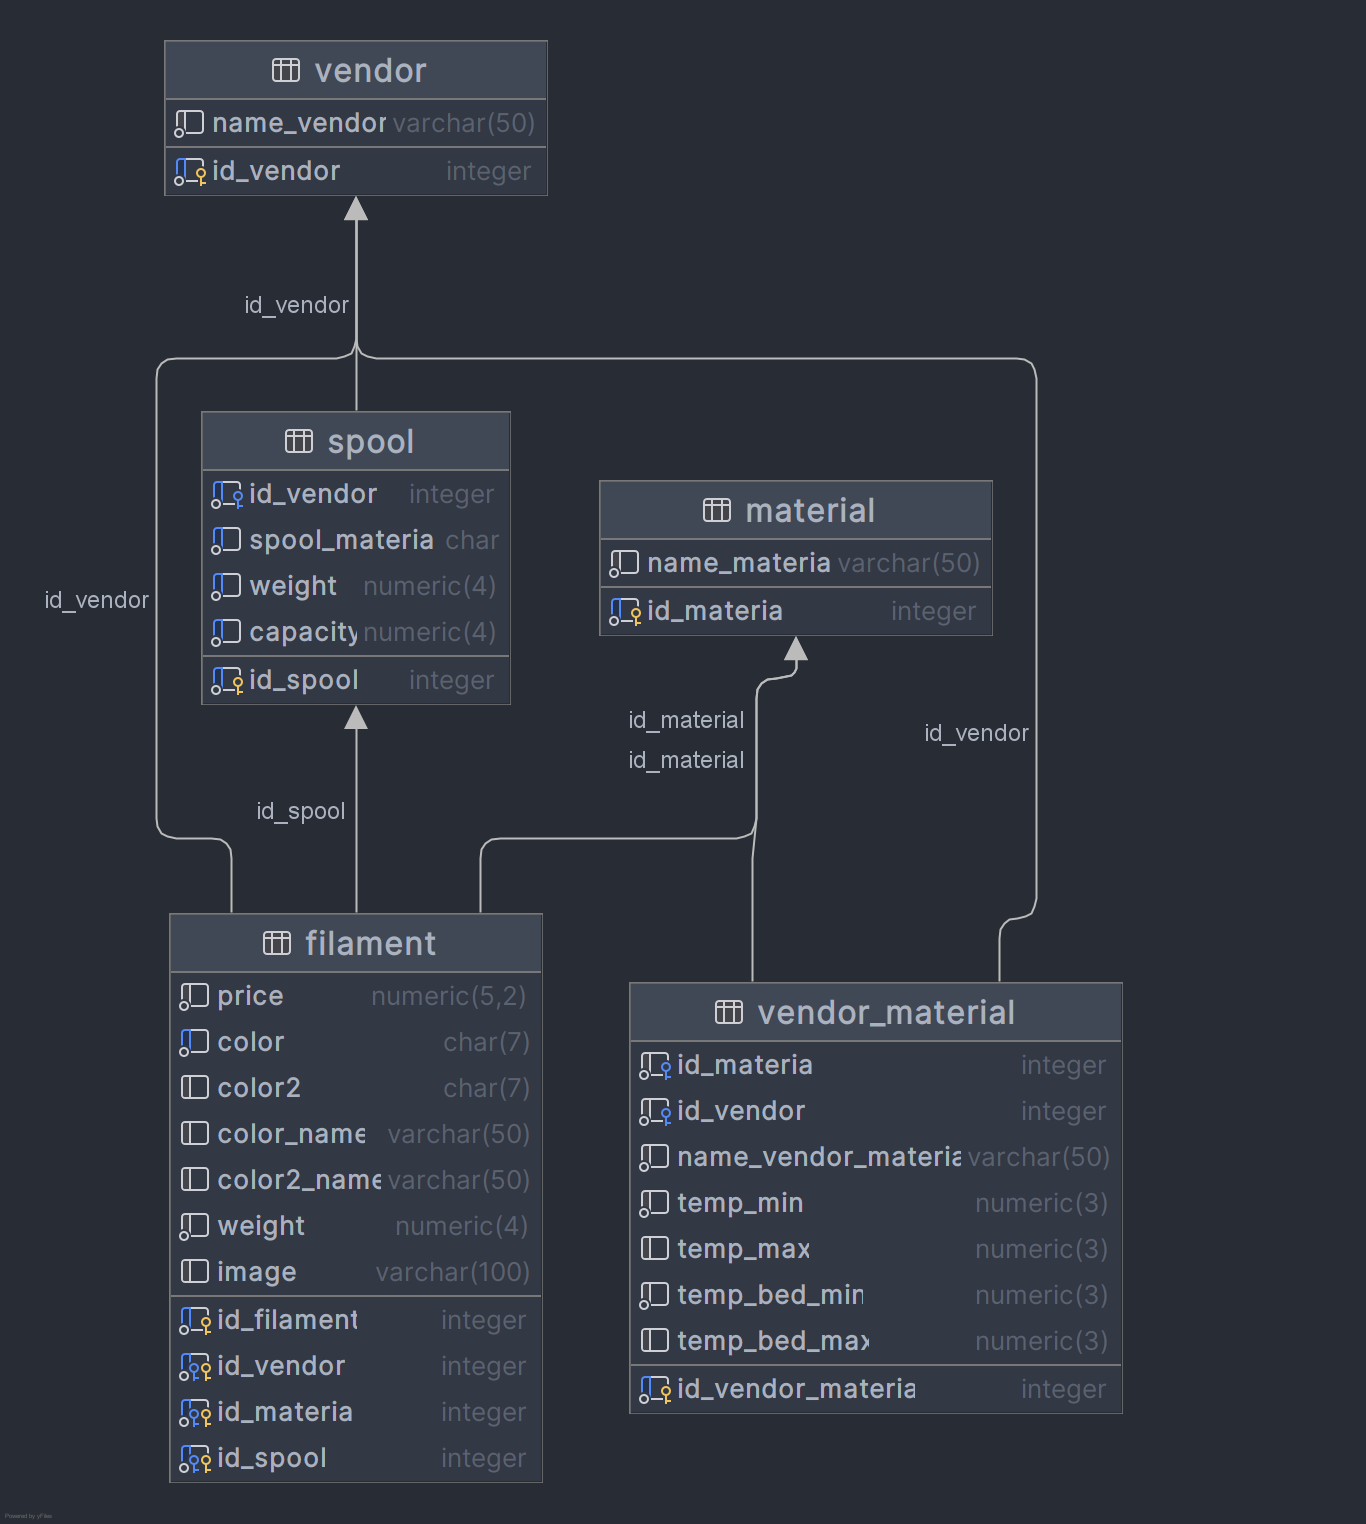 vendor
name_vendor varchar(50)
id_vendor integer
id_vendor
spool
id_vendor integer
spool_materia char
weight numeric(4)
capacity numeric(4)
id_spool integer
material
name_materia varchar(50)
id_materia integer
id_vendor
id_material
id_material
id_vendor
id_spool
filament
price numeric(5,2)
color char(7)
color2 char(7)
color_name varchar(50)
color2_name varchar(50)
weight numeric(4)
image varchar(100)
id_filament integer
id_vendor integer
id_materia integer
id_spool integer
vendor_material
id_materia integer
id_vendor integer
name_vendor_materia varchar(50)
temp_min numeric(3)
temp_max numeric(3)
temp_bed_min numeric(3)
temp_bed_max numeric(3)
id_vendor_materia integer
Powered by yFiles